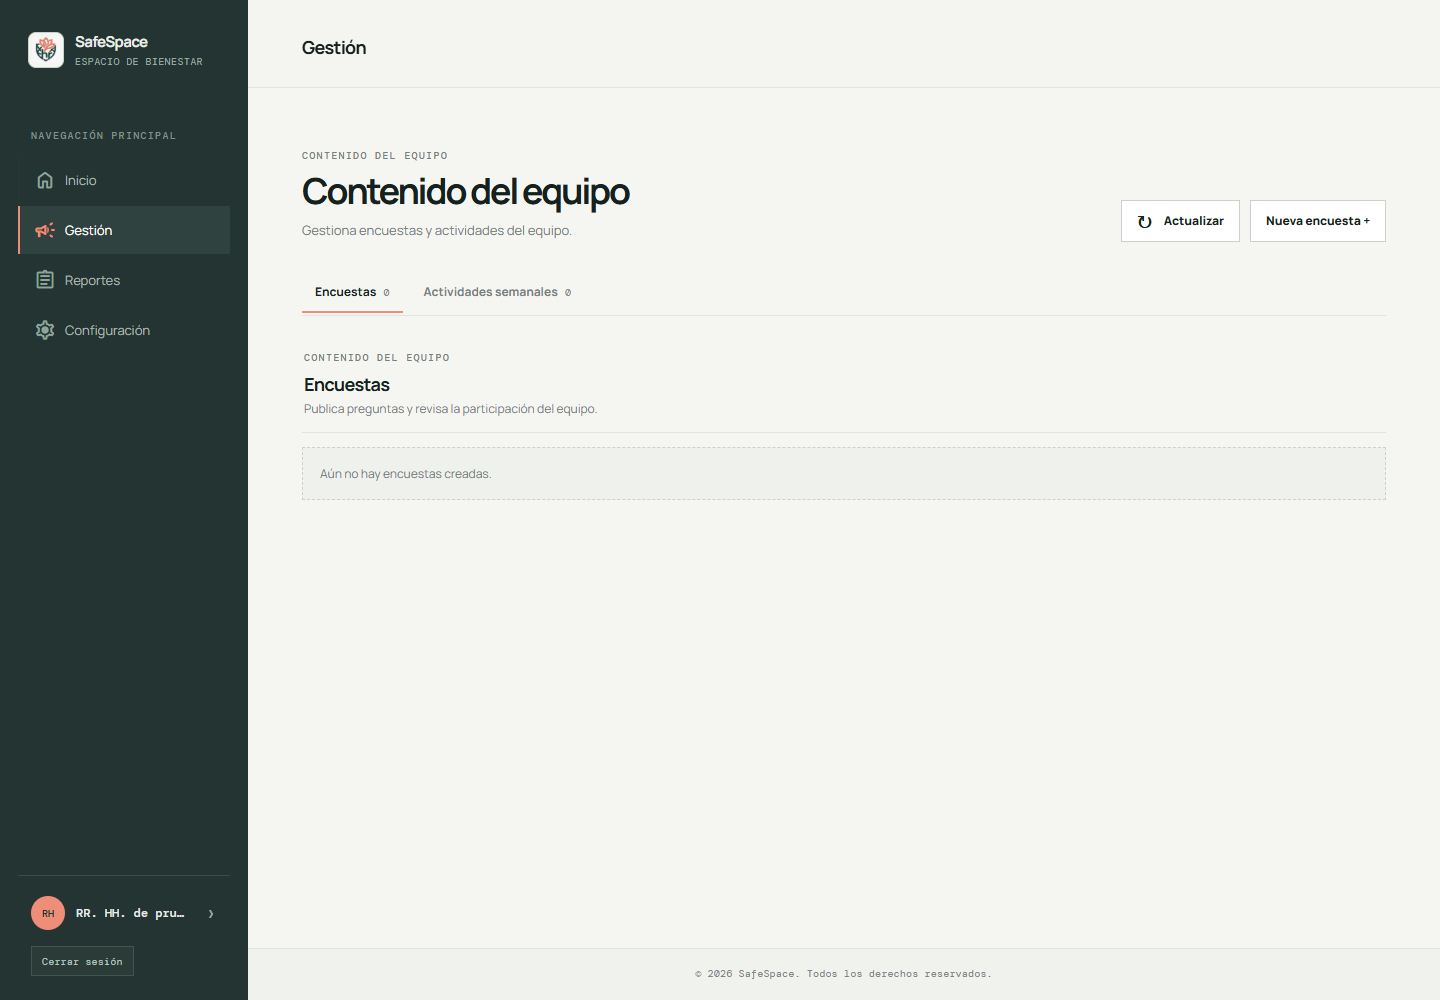 SafeSpace
ESPACIO DE BIENESTAR
NAVEGACIÓN PRINCIPAL
Inicio
Gestión
Reportes
Configuración
RR. HH. de pru…
RH
Cerrar sesión
Gestión
CONTENIDO DEL EQUIPO
Contenido del equipo
Gestiona encuestas y actividades del equipo.
Actualizar
Nueva encuesta +
Encuestas 0
Actividades semanales 0
CONTENIDO DEL EQUIPO
Encuestas
Publica preguntas y revisa la participación del equipo.
Aún no hay encuestas creadas.
© 2026 SafeSpace. Todos los derechos reservados.